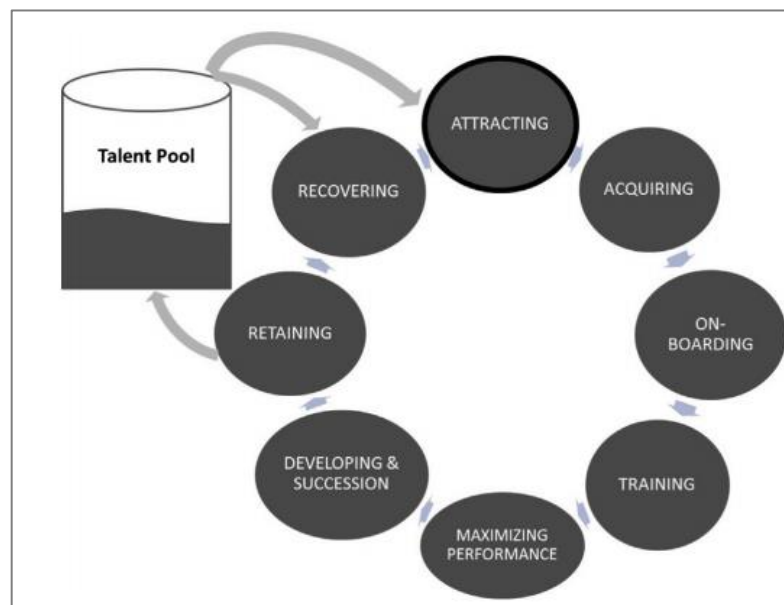 Talent Pool
ATTRACTING
ACQUIRING
ON-
BOARDING
TRAINING
MAXIMIZING
PERFORMANCE
DEVELOPING &
SUCCESSION
RETAINING
RECOVERING